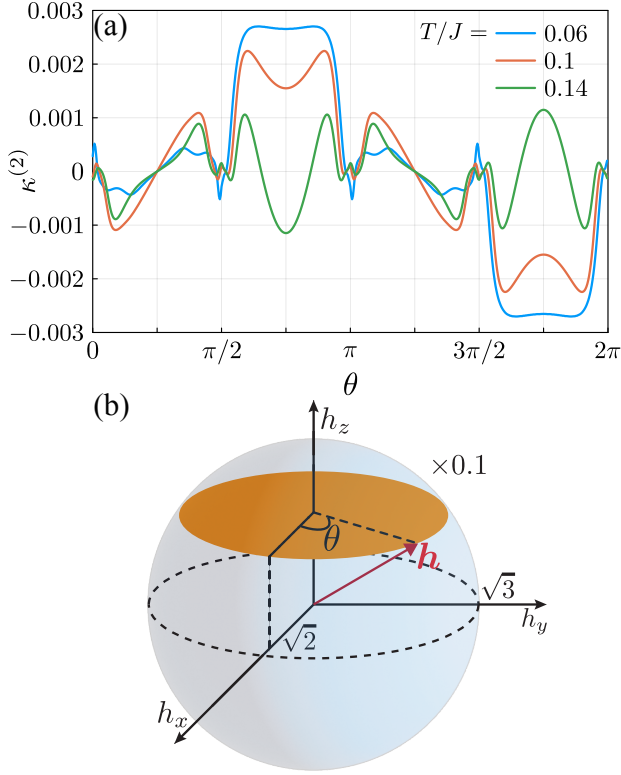 (a)
T/J =
0.06
0.1
0.14
0.003
0.002
0.001
0
−0.001
−0.002
−0.003
κ⁽²⁾
0
π/2
π
3π/2
2π
θ
(b)
h_z
×0.1
θ
h
√3
√2
h_y
h_x